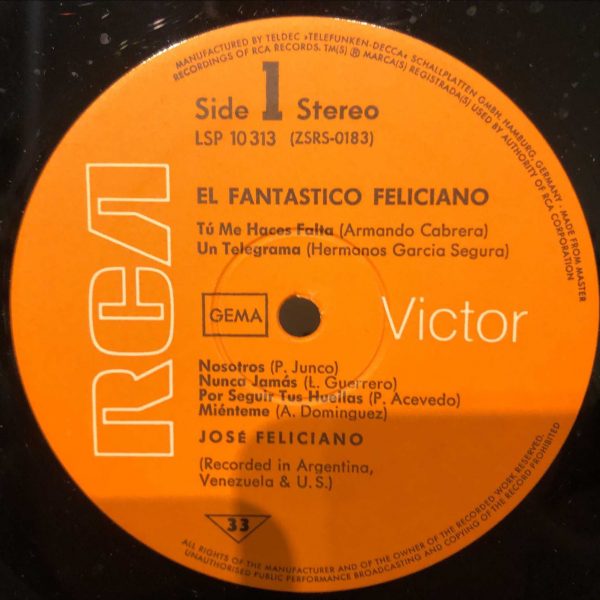 MANUFACTURED BY TELDEC »TELEFUNKEN-DECCA« SCHALLPLATTEN GMBH, HAMBURG, GERMANY · MADE FROM MASTER
RECORDINGS OF RCA RECORDS. TM(S) ® MARCA(S) REGISTRADA(S) USED BY AUTHORITY OF RCA CORPORATION
Side 1 Stereo
LSP 10 313 (ZSRS-0183)
EL FANTASTICO FELICIANO
Tú Me Haces Falta (Armando Cabrera)
Un Telegrama (Hermanos Garcia Segura)
RCA
GEMA
Victor
Nosotros (P. Junco)
Nunca Jamás (L. Guerrero)
Por Seguir Tus Huellas (P. Acevedo)
Miénteme (A. Dominguez)
JOSÉ FELICIANO
(Recorded in Argentina,
Venezuela & U.S.)
33
ALL RIGHTS OF THE MANUFACTURER AND OF THE OWNER OF THE RECORDED WORK RESERVED.
UNAUTHORISED PUBLIC PERFORMANCE BROADCASTING AND COPYING OF THE RECORD PROHIBITED